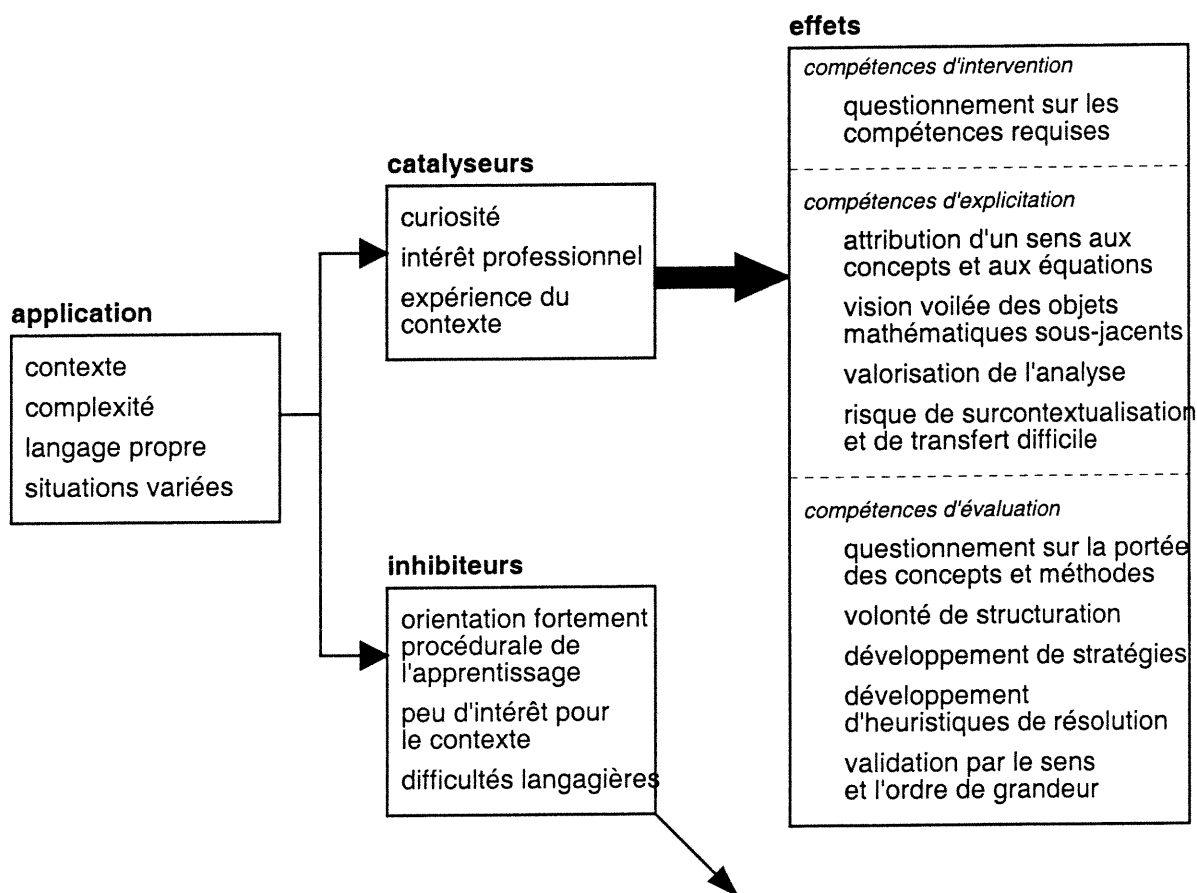 application
contexte
complexité
langage propre
situations variées
catalyseurs
curiosité
intérêt professionnel
expérience du
contexte
inhibiteurs
orientation fortement
procédurale de
l'apprentissage
peu d'intérêt pour
le contexte
difficultés langagières
effets
compétences d'intervention
questionnement sur les
compétences requises
compétences d'explicitation
attribution d'un sens aux
concepts et aux équations
vision voilée des objets
mathématiques sous-jacents
valorisation de l'analyse
risque de surcontextualisation
et de transfert difficile
compétences d'évaluation
questionnement sur la portée
des concepts et méthodes
volonté de structuration
développement de stratégies
développement
d'heuristiques de résolution
validation par le sens
et l'ordre de grandeur